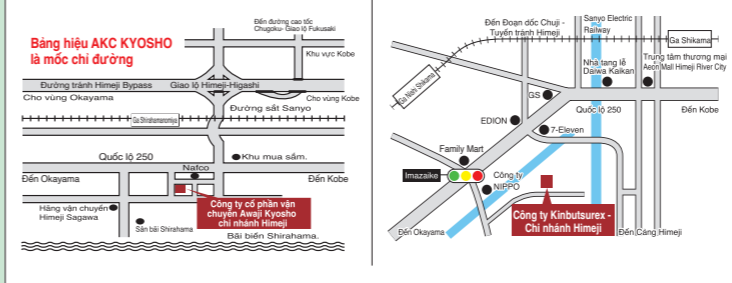 Bảng hiệu AKC KYOSHO
là mốc chỉ đường
Đến đường cao tốc
Chugoku- Giao lộ Fukusaki
Khu vực Kobe
Đường tránh Himeji Bypass
Giao lộ Himeji-Higashi
Cho vùng Okayama
Cho vùng Kobe
Đường sắt Sanyo
Ga Shirahamanomiya
Quốc lộ 250
Khu mua sắm.
Nafco
Đến Okayama
Đến Kobe
Hãng vận chuyển
Himeji Sagawa
Công ty cổ phần vận
chuyển Awaji Kyosho
chi nhánh Himeji
Sân bãi Shirahama
Bãi biển Shirahama.
Đến Đoạn dốc Chuji -
Tuyến tránh Himeji
Sanyo Electric
Railway
Ga Shikama
Ga Nishi Shikama
Nhà tang lễ
Daiwa Kaikan
Trung tâm thương mại
Aeon Mall Himeji River City
GS
Quốc lộ 250
Đến Kobe
EDION
7-Eleven
Family Mart
Imazaike
Công ty
NIPPO
Công ty Kinbutsurex -
Chi nhánh Himeji
Đến Okayama
Đến Cảng Himeji